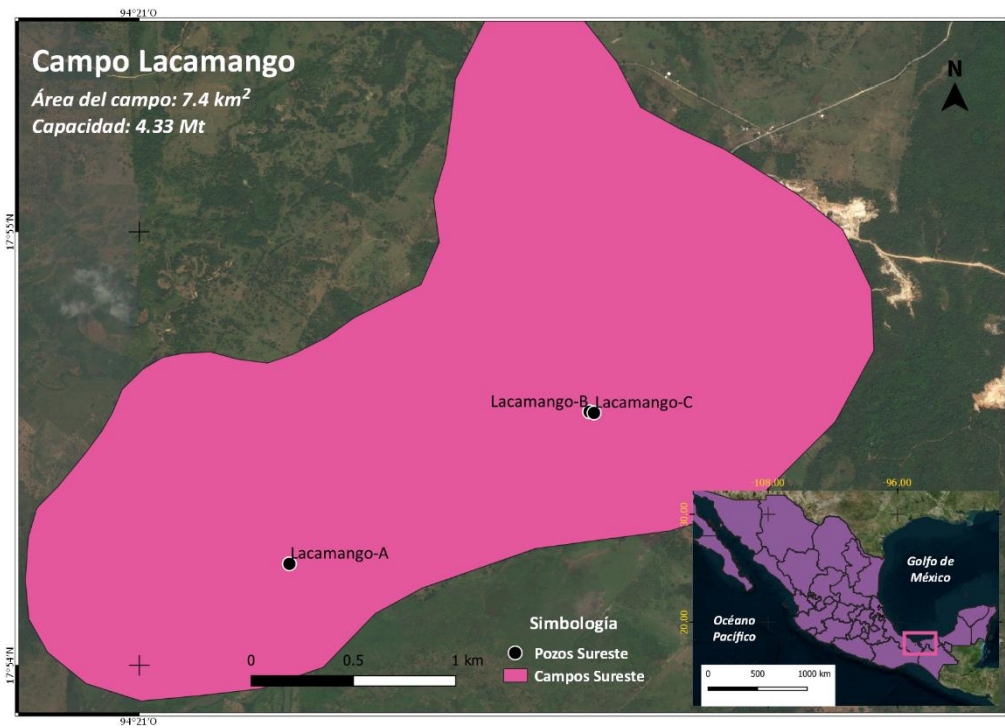 94°21'O
Campo Lacamango
Área del campo: 7.4 km²
Capacidad: 4.33 Mt
N
17°55'N
Lacamango-B
Lacamango-C
Lacamango-A
17°54'N
Simbología
Pozos Sureste
Campos Sureste
0 0.5 1 km
-108.00 -96.00
30.00
20.00
Golfo de
México
Océano
Pacífico
0 500 1000 km
94°21'O